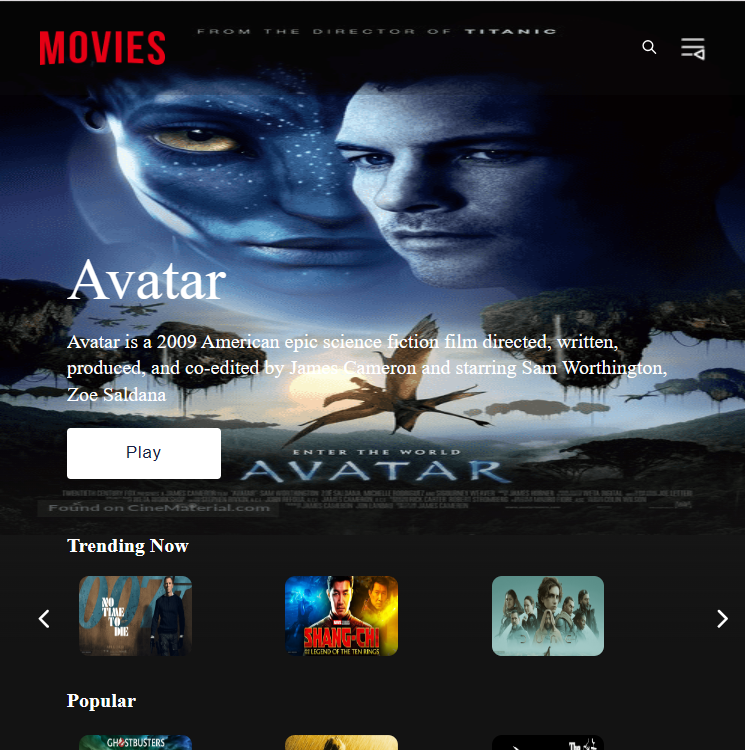 MOVIES
FROM THE DIRECTOR OF TITANIC
Avatar
Avatar is a 2009 American epic science fiction film directed, written,
produced, and co-edited by James Cameron and starring Sam Worthington,
Zoe Saldana
Play
ENTER THE WORLD
AVATAR
Found on CineMaterial.com
Trending Now
007
NO
TIME
TO
DIE
SHANG-CHI
AND THE LEGEND OF THE TEN RINGS
Popular
GHOSTBUSTERS
The